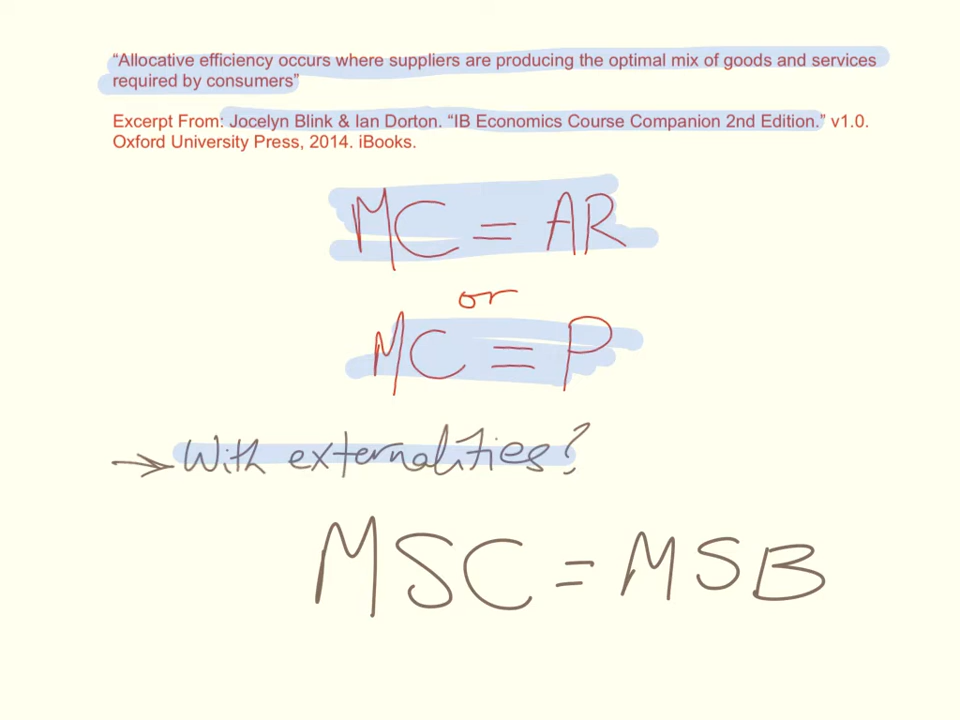 “Allocative efficiency occurs where suppliers are producing the optimal mix of goods and services
required by consumers”
Excerpt From: Jocelyn Blink & Ian Dorton. “IB Economics Course Companion 2nd Edition.” v1.0.
Oxford University Press, 2014. iBooks.
MC = AR
or
MC = P
→ With externalities?
MSC = MSB